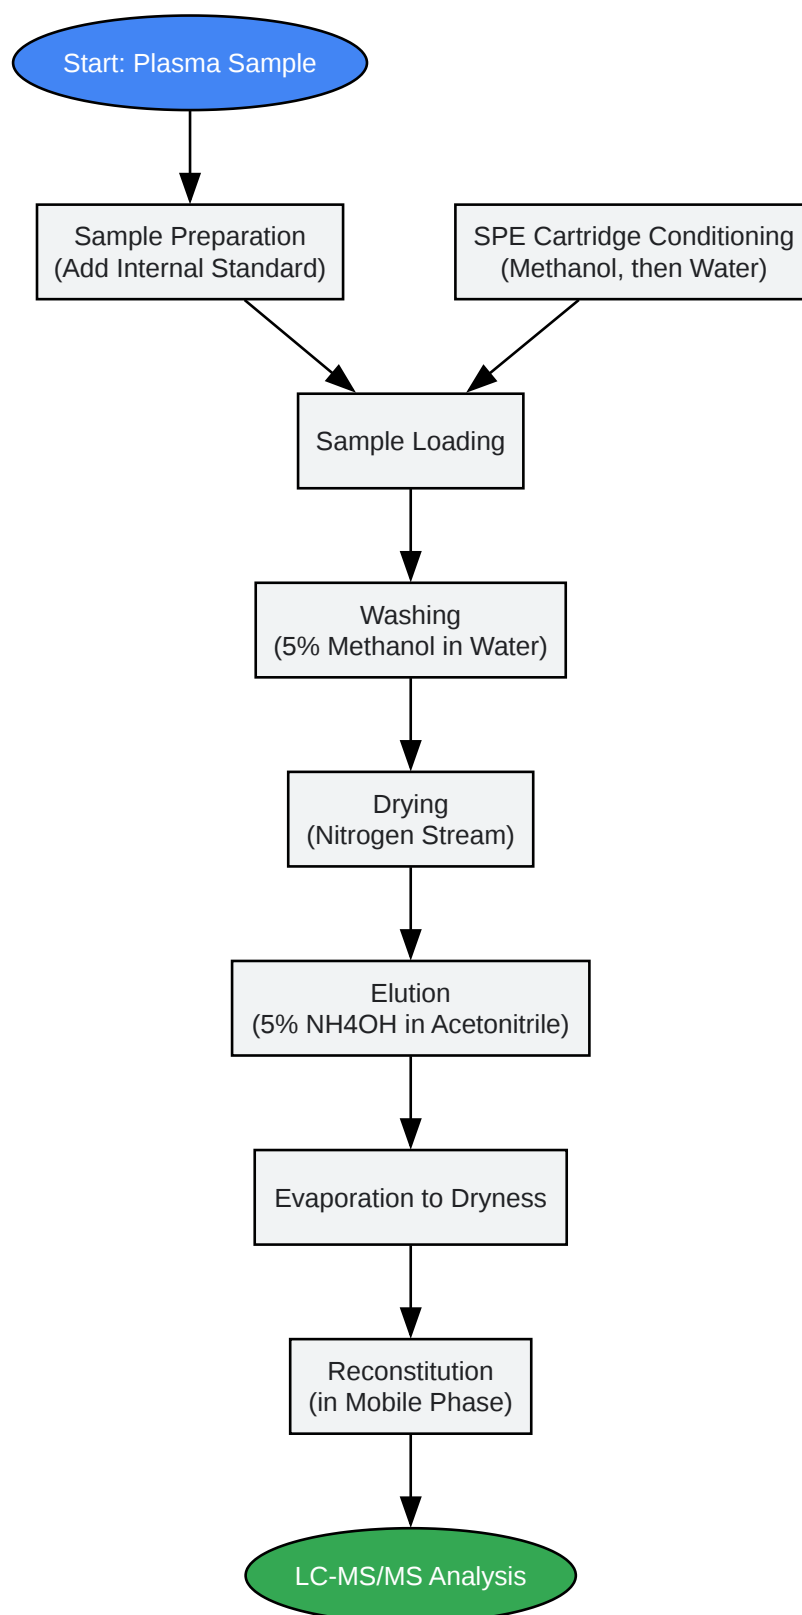 Start: Plasma Sample
Sample Preparation
(Add Internal Standard)
SPE Cartridge Conditioning
(Methanol, then Water)
Sample Loading
Washing
(5% Methanol in Water)
Drying
(Nitrogen Stream)
Elution
(5% NH4OH in Acetonitrile)
Evaporation to Dryness
Reconstitution
(in Mobile Phase)
LC-MS/MS Analysis